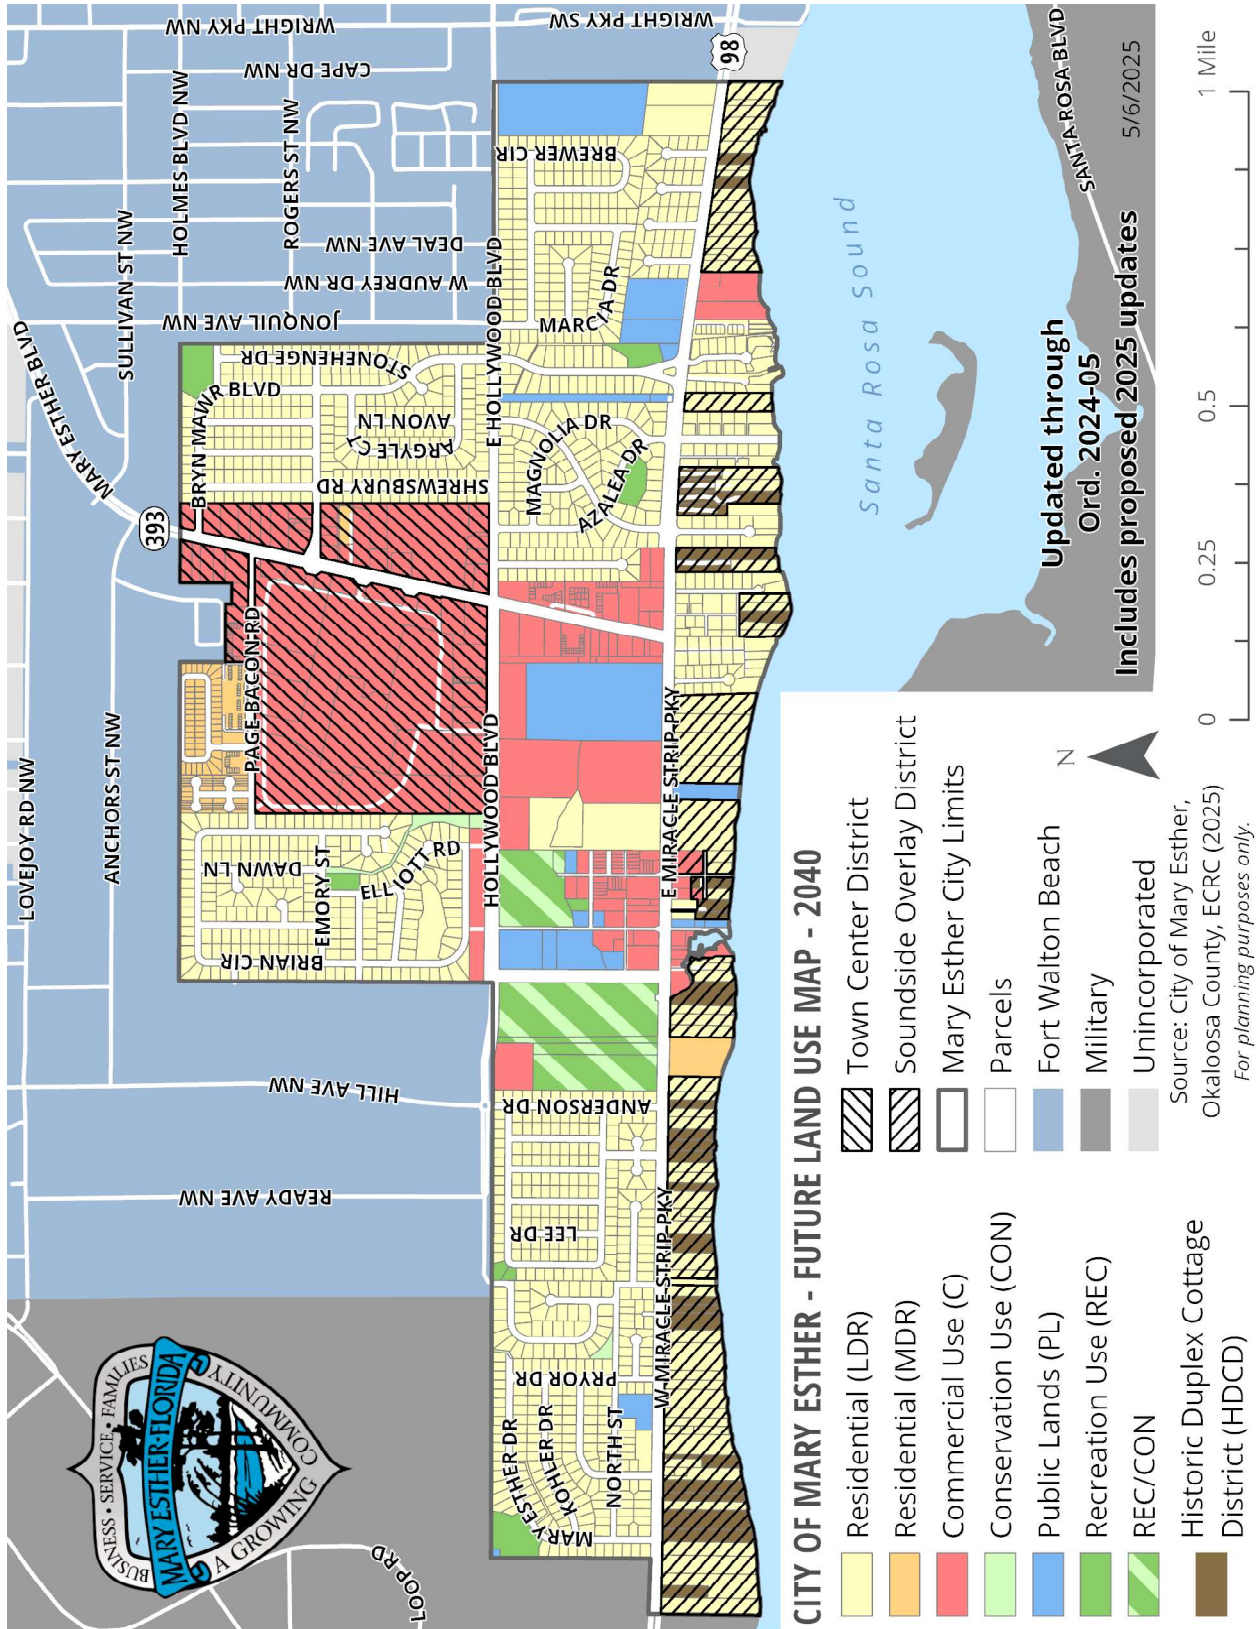 BUSINESS • SERVICE • FAMILIES
MARY ESTHER•FLORIDA
A GROWING COMMUNITY
LOOP RD
LOVEJOY RD NW
ANCHORS ST NW
READY AVE NW
HILL AVE NW
MARY ESTHER BLVD
393
SULLIVAN ST NW
HOLMES BLVD NW
ROGERS ST NW
WRIGHT PKY NW
CAPE DR NW
DEAL AVE NW
W AUDREY DR NW
JONQUIL AVE NW
WRIGHT PKY SW
98
BRIAN CIR
DAWN LN
EMORY ST
ELLIOTT RD
PAGE BACON RD
BRYN MAWR BLVD
STONEHENGE DR
AVON LN
ARGYLE CT
SHREWSBURY RD
HOLLYWOOD BLVD
E HOLLYWOOD BLVD
MARY ESTHER DR
KOHLER DR
NORTH ST
PRYOR DR
LEE DR
ANDERSON DR
MAGNOLIA DR
AZALEA DR
MARCIA DR
BREWER CIR
W MIRACLE STRIP PKY
E MIRACLE STRIP PKY
Santa Rosa Sound
SANTA ROSA BLVD
CITY OF MARY ESTHER - FUTURE LAND USE MAP - 2040
Residential (LDR)
Residential (MDR)
Commercial Use (C)
Conservation Use (CON)
Public Lands (PL)
Recreation Use (REC)
REC/CON
Historic Duplex Cottage
District (HDCD)
Town Center District
Soundside Overlay District
Mary Esther City Limits
Parcels
Fort Walton Beach
Military
Unincorporated
Source: City of Mary Esther,
Okaloosa County, ECRC (2025)
For planning purposes only.
N
Updated through
Ord. 2024-05
Includes proposed 2025 updates
5/6/2025
0 0.25 0.5 1 Mile